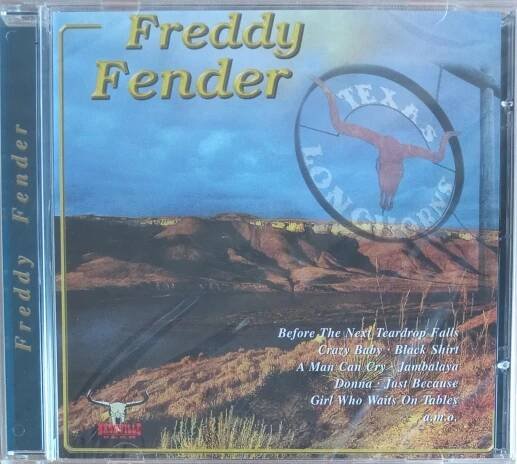 Freddy
Fender
TEXAS
LONGHORNS
Freddy Fender
Before The Next Teardrop Falls
Crazy Baby · Black Shirt
A Man Can Cry · Jambalaya
Donna · Just Because
Girl Who Waits On Tables
a.m.o.
NASHVILLE